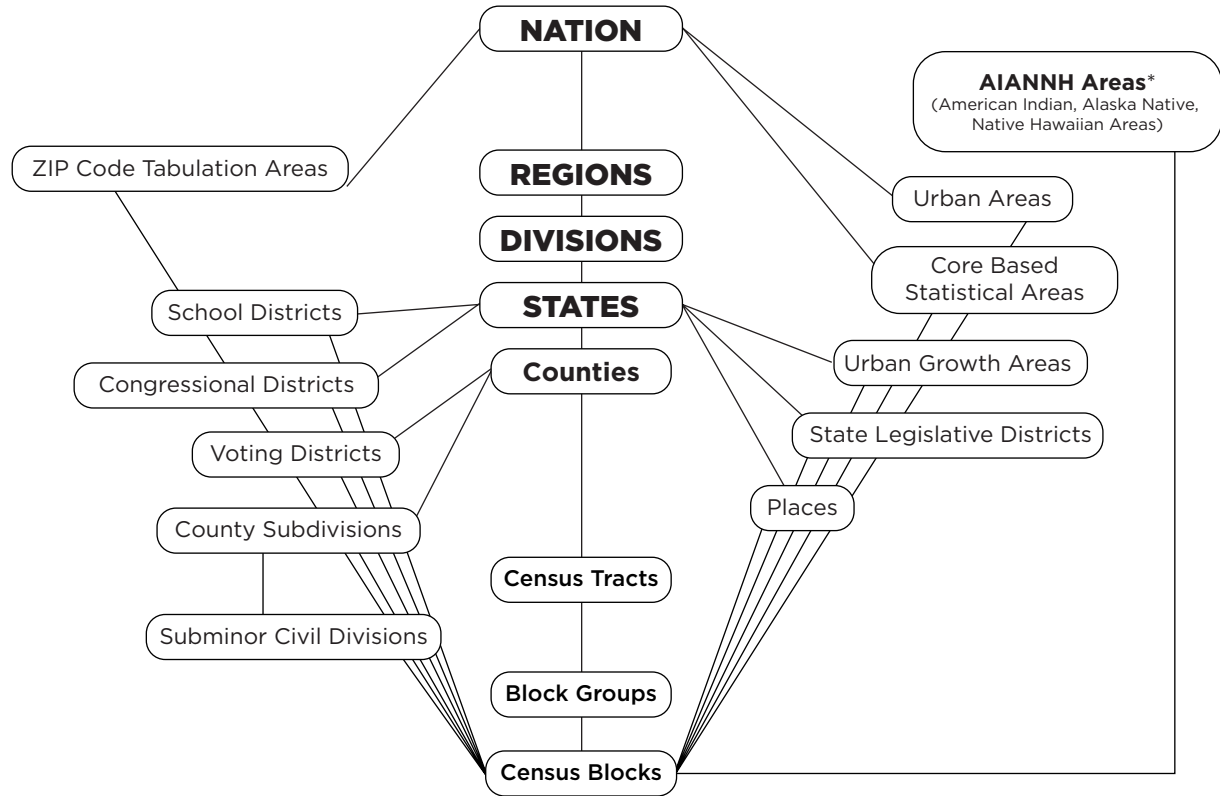 NATION
AIANNH Areas*
(American Indian, Alaska Native,
Native Hawaiian Areas)
ZIP Code Tabulation Areas
REGIONS
Urban Areas
DIVISIONS
Core Based
Statistical Areas
School Districts
STATES
Urban Growth Areas
Congressional Districts
Counties
State Legislative Districts
Voting Districts
Places
County Subdivisions
Census Tracts
Subminor Civil Divisions
Block Groups
Census Blocks